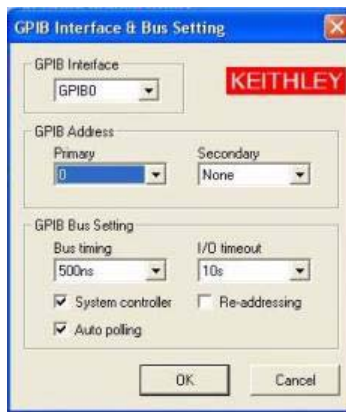 GPIB Interface & Bus Setting
GPIB Interface
GPIB0
KEITHLEY
GPIB Address
Primary
Secondary
0
None
GPIB Bus Setting
Bus timing
I/O timeout
500ns
10s
System controller
Re-addressing
Auto polling
OK
Cancel